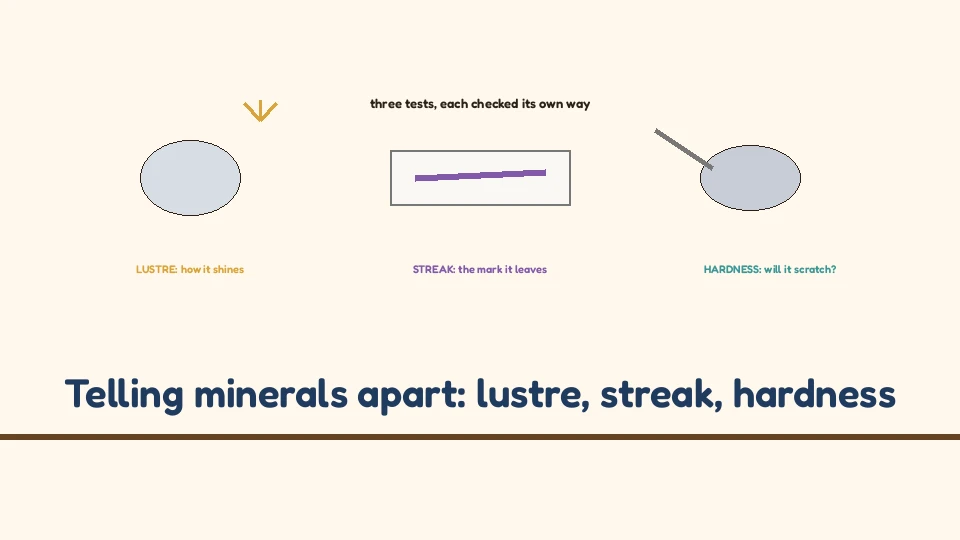 three tests, each checked its own way
LUSTRE: how it shines
STREAK: the mark it leaves
HARDNESS: will it scratch?
Telling minerals apart: lustre, streak, hardness